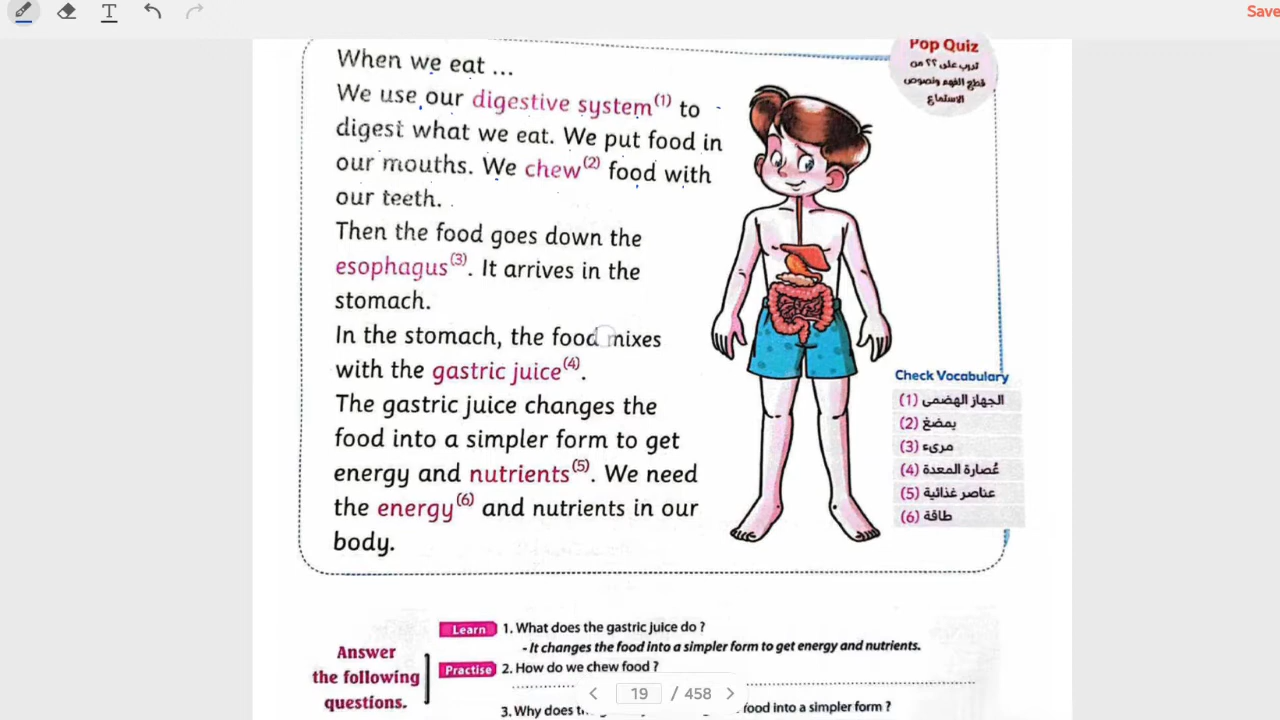 T
Save
Pop Quiz
تدرب على ؟؟ من
قطع الفهم ونصوص
الاستماع
When we eat ...
We use our digestive system(1) to
digest what we eat. We put food in
our mouths. We chew(2) food with
our teeth.
Then the food goes down the
esophagus(3). It arrives in the
stomach.
In the stomach, the food mixes
with the gastric juice(4).
The gastric juice changes the
food into a simpler form to get
energy and nutrients(5). We need
the energy(6) and nutrients in our
body.
Check Vocabulary
(1) الجهاز الهضمى
(2) يمضغ
(3) مرىء
(4) عُصارة المعدة
(5) عناصر غذائية
(6) طاقة
Answer
the following
questions.
Learn 1. What does the gastric juice do ?
- It changes the food into a simpler form to get energy and nutrients.
Practise 2. How do we chew food ?
19 / 458
3. Why does food into a simpler form ?